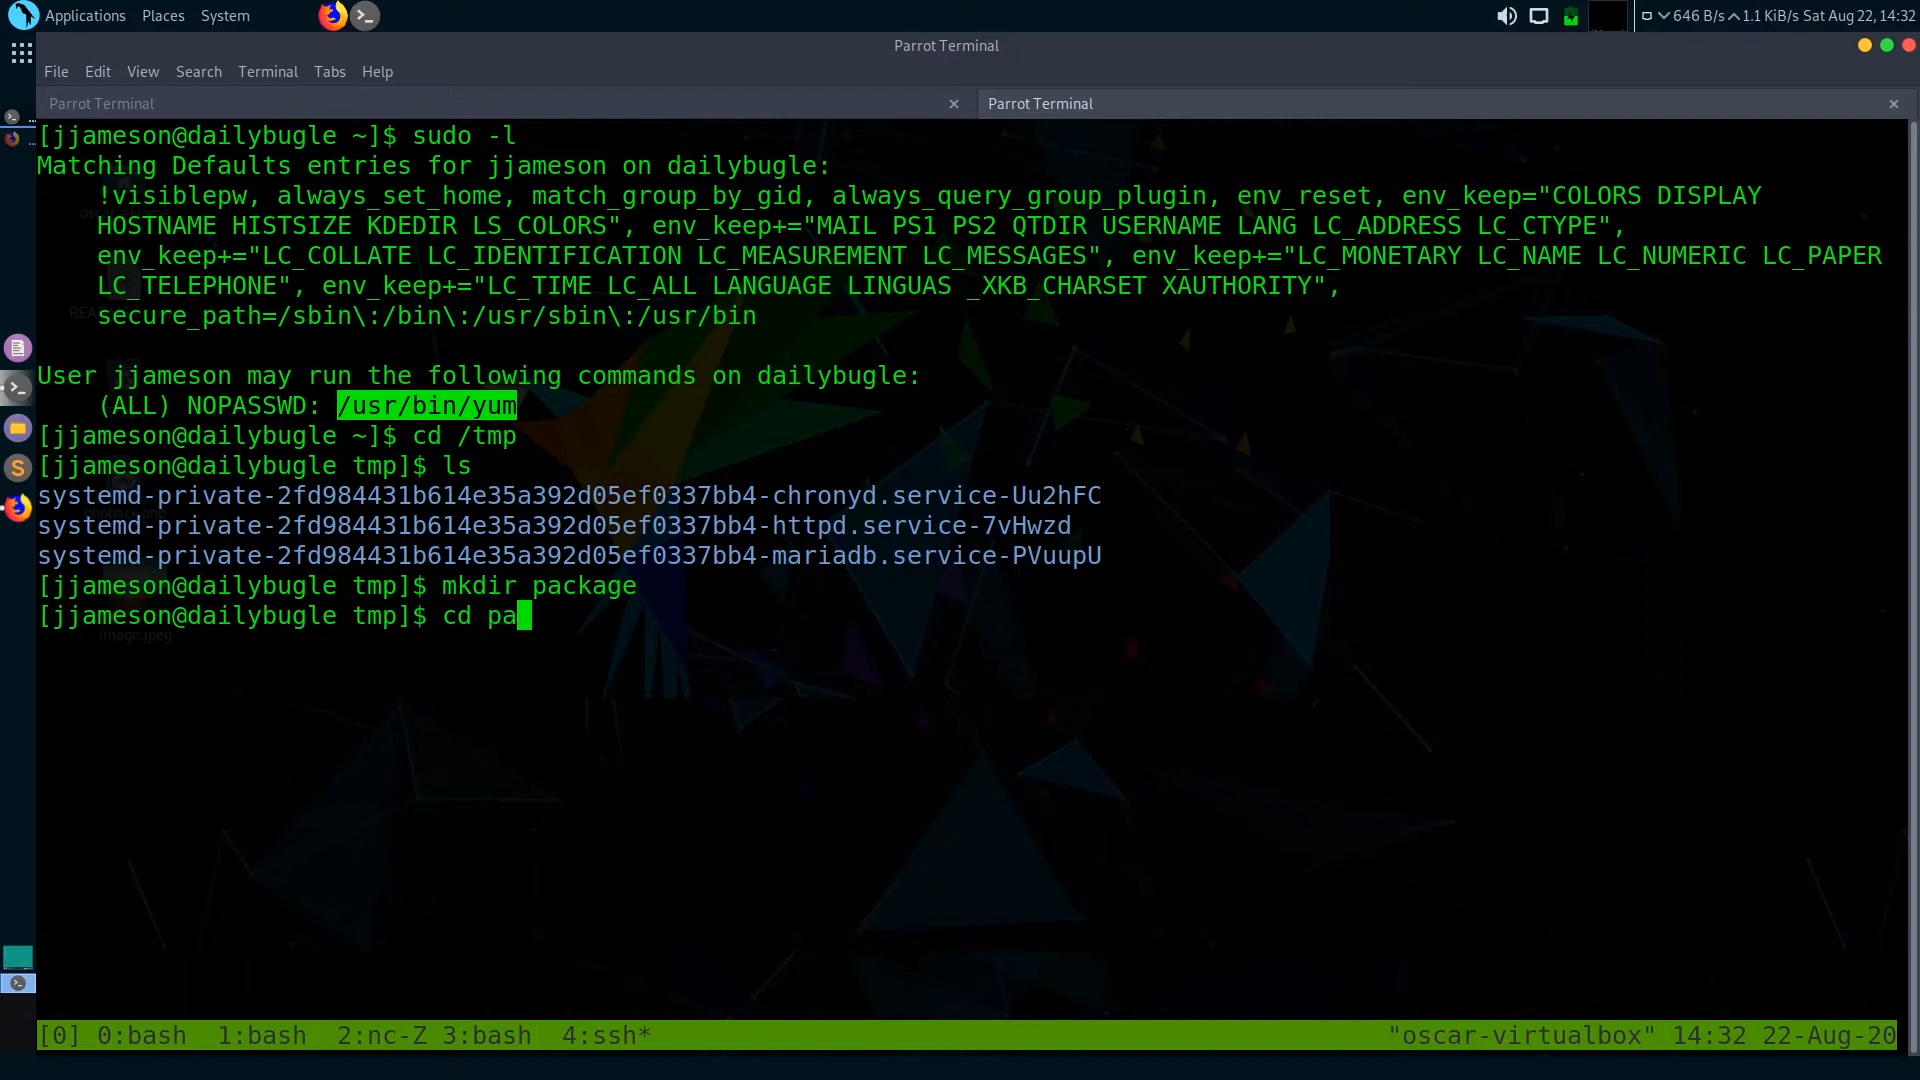 Applications Places System
646 B/s 1.1 KiB/s Sat Aug 22, 14:32
Parrot Terminal
File Edit View Search Terminal Tabs Help
Parrot Terminal
Parrot Terminal
[jjameson@dailybugle ~]$ sudo -l
Matching Defaults entries for jjameson on dailybugle:
    !visiblepw, always_set_home, match_group_by_gid, always_query_group_plugin, env_reset, env_keep="COLORS DISPLAY
    HOSTNAME HISTSIZE KDEDIR LS_COLORS", env_keep+="MAIL PS1 PS2 QTDIR USERNAME LANG LC_ADDRESS LC_CTYPE",
    env_keep+="LC_COLLATE LC_IDENTIFICATION LC_MEASUREMENT LC_MESSAGES", env_keep+="LC_MONETARY LC_NAME LC_NUMERIC LC_PAPER
    LC_TELEPHONE", env_keep+="LC_TIME LC_ALL LANGUAGE LINGUAS _XKB_CHARSET XAUTHORITY",
    secure_path=/sbin\:/bin\:/usr/sbin\:/usr/bin
User jjameson may run the following commands on dailybugle:
    (ALL) NOPASSWD: /usr/bin/yum
[jjameson@dailybugle ~]$ cd /tmp
[jjameson@dailybugle tmp]$ ls
systemd-private-2fd984431b614e35a392d05ef0337bb4-chronyd.service-Uu2hFC
systemd-private-2fd984431b614e35a392d05ef0337bb4-httpd.service-7vHwzd
systemd-private-2fd984431b614e35a392d05ef0337bb4-mariadb.service-PVuupU
[jjameson@dailybugle tmp]$ mkdir package
[jjameson@dailybugle tmp]$ cd pa
image.jpeg
[0] 0:bash  1:bash  2:nc-Z 3:bash  4:ssh* "oscar-virtualbox" 14:32 22-Aug-20